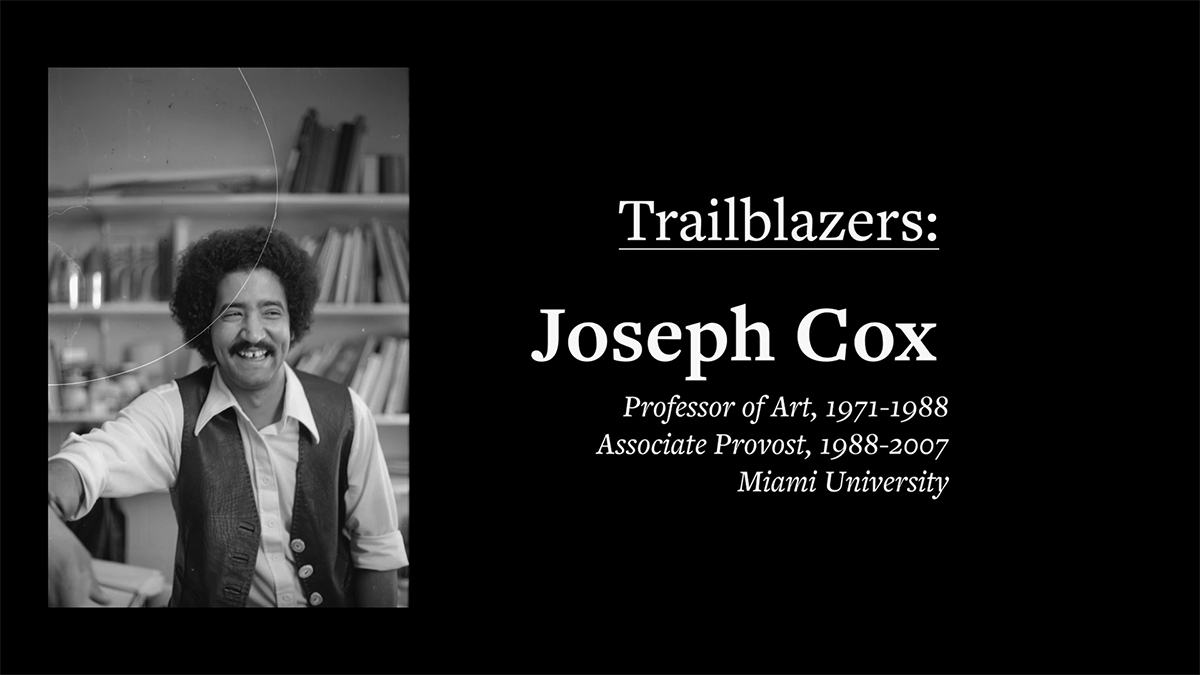 Trailblazers:
Joseph Cox
Professor of Art, 1971-1988
Associate Provost, 1988-2007
Miami University